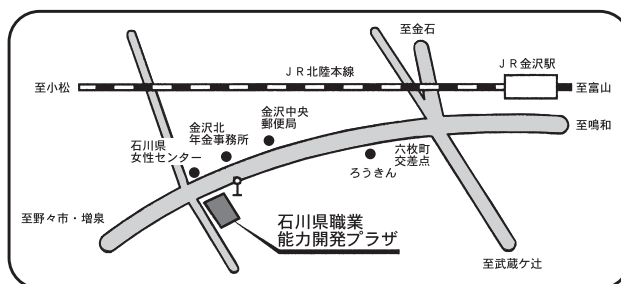 至金石
JR北陸本線
JR金沢駅
至小松
至富山
金沢中央
郵便局
至鳴和
金沢北
年金事務所
石川県
女性センター
六枚町
交差点
ろうきん
至野々市・増泉
石川県職業
能力開発プラザ
至武蔵ケ辻